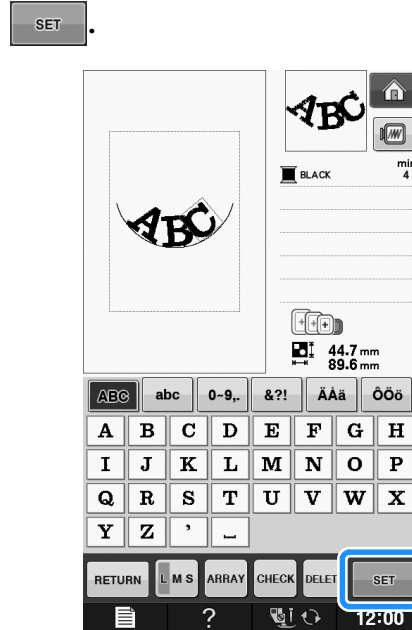 SET.
ABC
BLACK
min
4
ABC
44.7 mm
89.6 mm
ABC abc 0~9,. &?! ÄÅä ÔÖö
A B C D E F G H
I J K L M N O P
Q R S T U V W X
Y Z ' ⎵
RETURN L M S ARRAY CHECK DELET SET
? 12:00